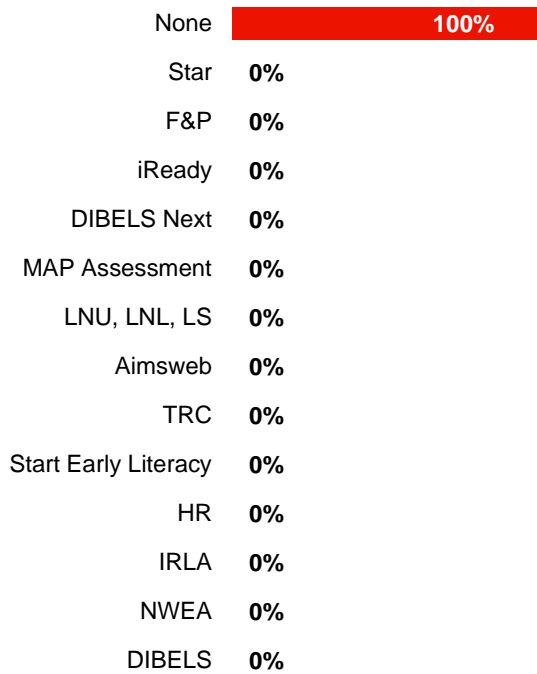 None 100%
Star 0%
F&P 0%
iReady 0%
DIBELS Next 0%
MAP Assessment 0%
LNU, LNL, LS 0%
Aimsweb 0%
TRC 0%
Start Early Literacy 0%
HR 0%
IRLA 0%
NWEA 0%
DIBELS 0%